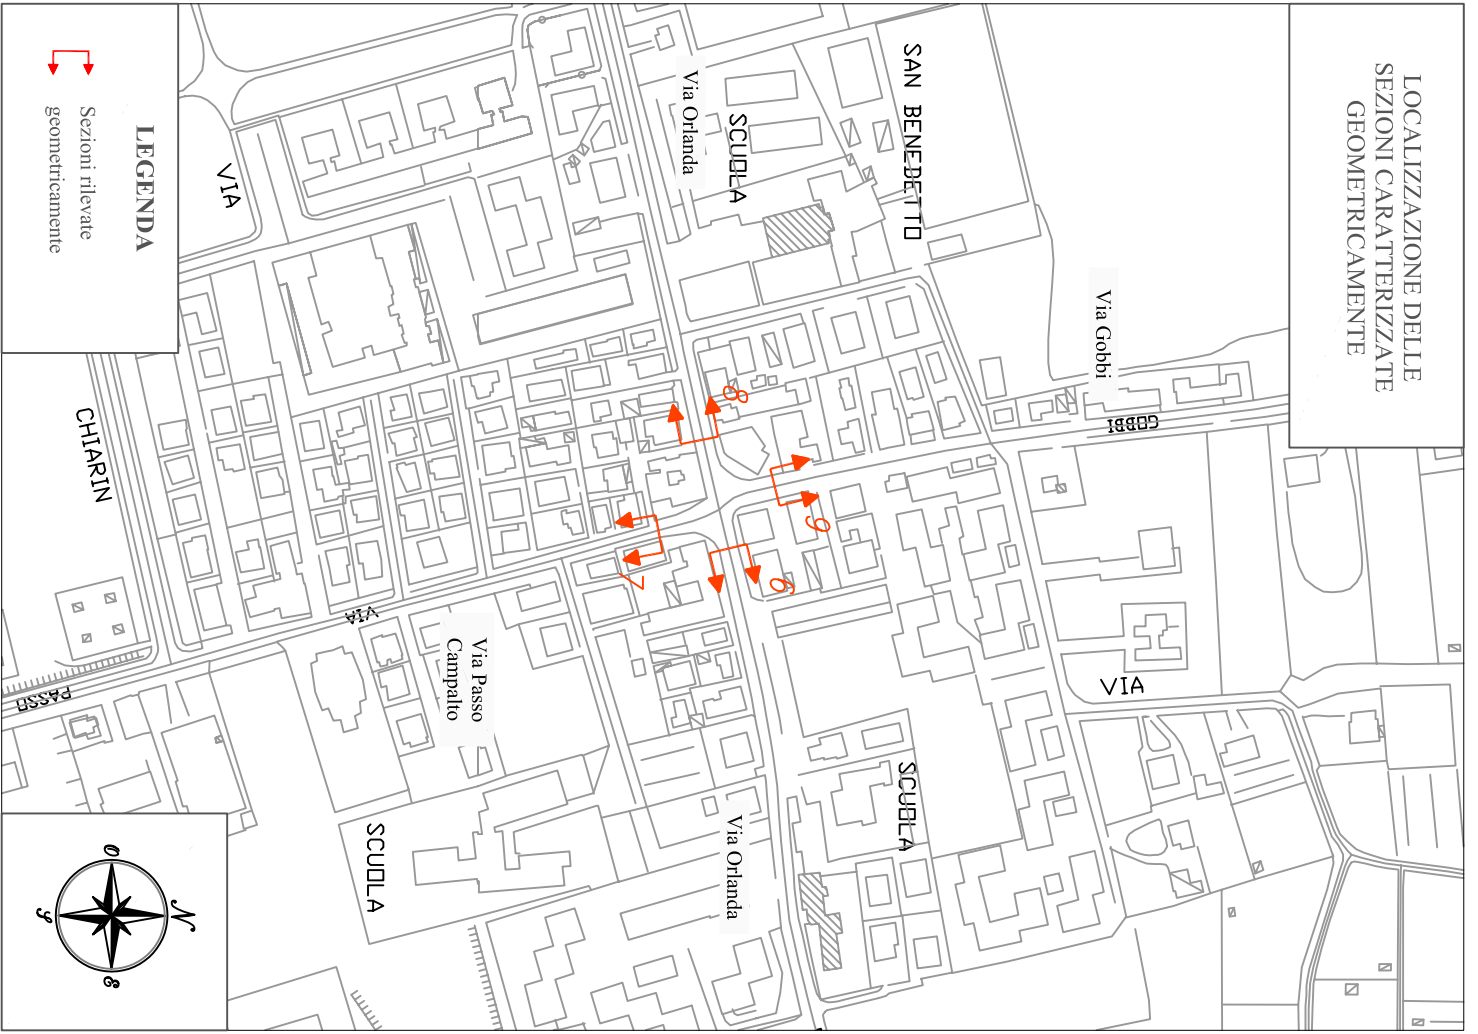 LOCALIZZAZIONE DELLE
SEZIONI CARATTERIZZATE
GEOMETRICAMENTE
Via Gobbi
GOBBI
SAN BENEDETTO
SCUOLA
Via Orlanda
8
9
6
7
VIA
SCUOLA
Via Orlanda
Via Passo
Campalto
VIA
SCUOLA
VIA
CHIARIN
PASSO
LEGENDA
Sezioni rilevate
geometricamente
N
O
E
S